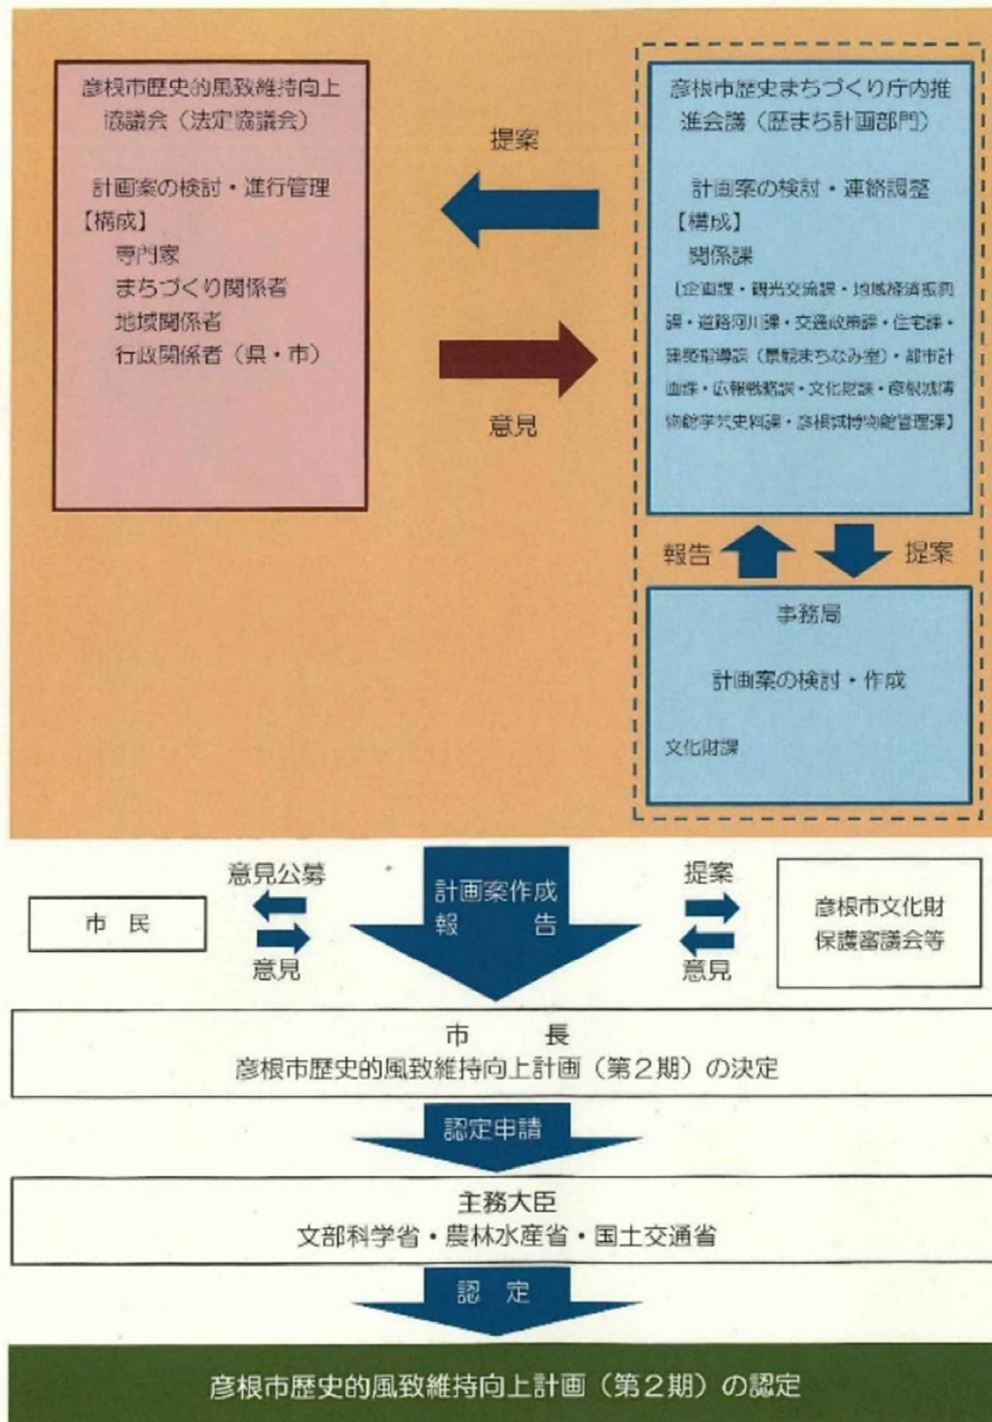 彦根市歴史的風致維持向上
協議会（法定協議会）
計画案の検討・進行管理
【構成】
専門家
まちづくり関係者
地域関係者
行政関係者（県・市）
提案
意見
彦根市歴史まちづくり庁内推
進会議（歴まち計画部門）
計画案の検討・連絡調整
【構成】
関係課
【企画課・観光交流課・地域経済振興
課・道路河川課・交通政策課・住宅課・
建築指導課（景観まちなみ室）・都市計
画課・広報戦略課・文化財課・彦根城博
物館学芸史料課・彦根城博物館管理課】
報告
提案
事務局
計画案の検討・作成
文化財課
意見公募
市 民
意見
計画案作成
報 告
提案
意見
彦根市文化財
保護審議会等
市 長
彦根市歴史的風致維持向上計画（第２期）の決定
認定申請
主務大臣
文部科学省・農林水産省・国土交通省
認 定
彦根市歴史的風致維持向上計画（第２期）の認定